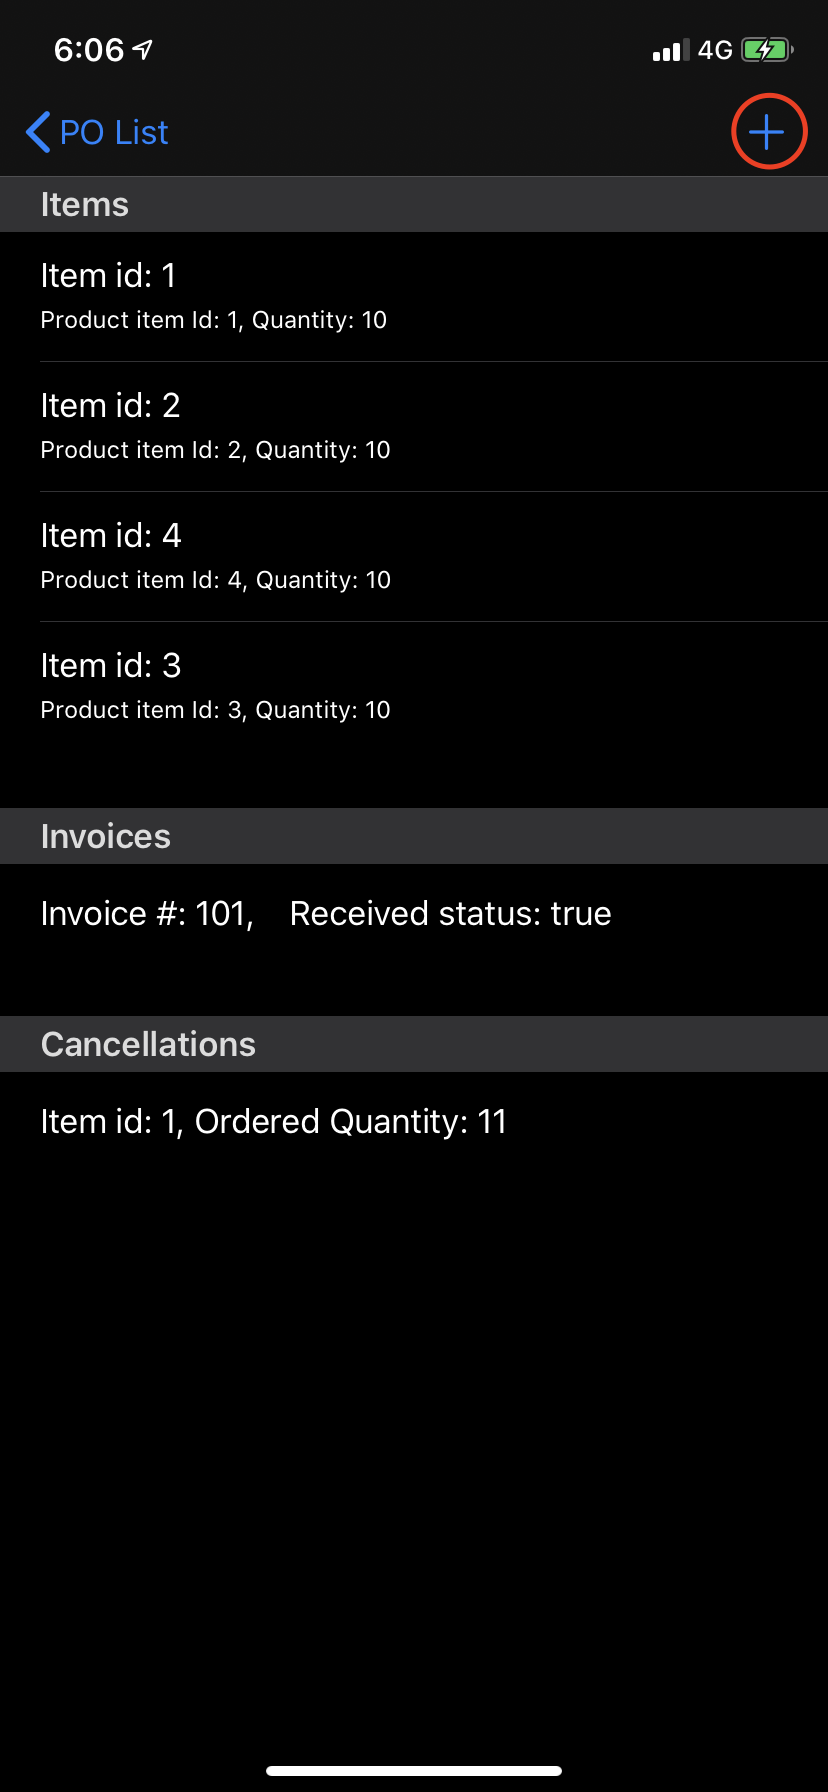 6:06 4G
PO List
Items
Item id: 1
Product item Id: 1, Quantity: 10
Item id: 2
Product item Id: 2, Quantity: 10
Item id: 4
Product item Id: 4, Quantity: 10
Item id: 3
Product item Id: 3, Quantity: 10
Invoices
Invoice #: 101, Received status: true
Cancellations
Item id: 1, Ordered Quantity: 11